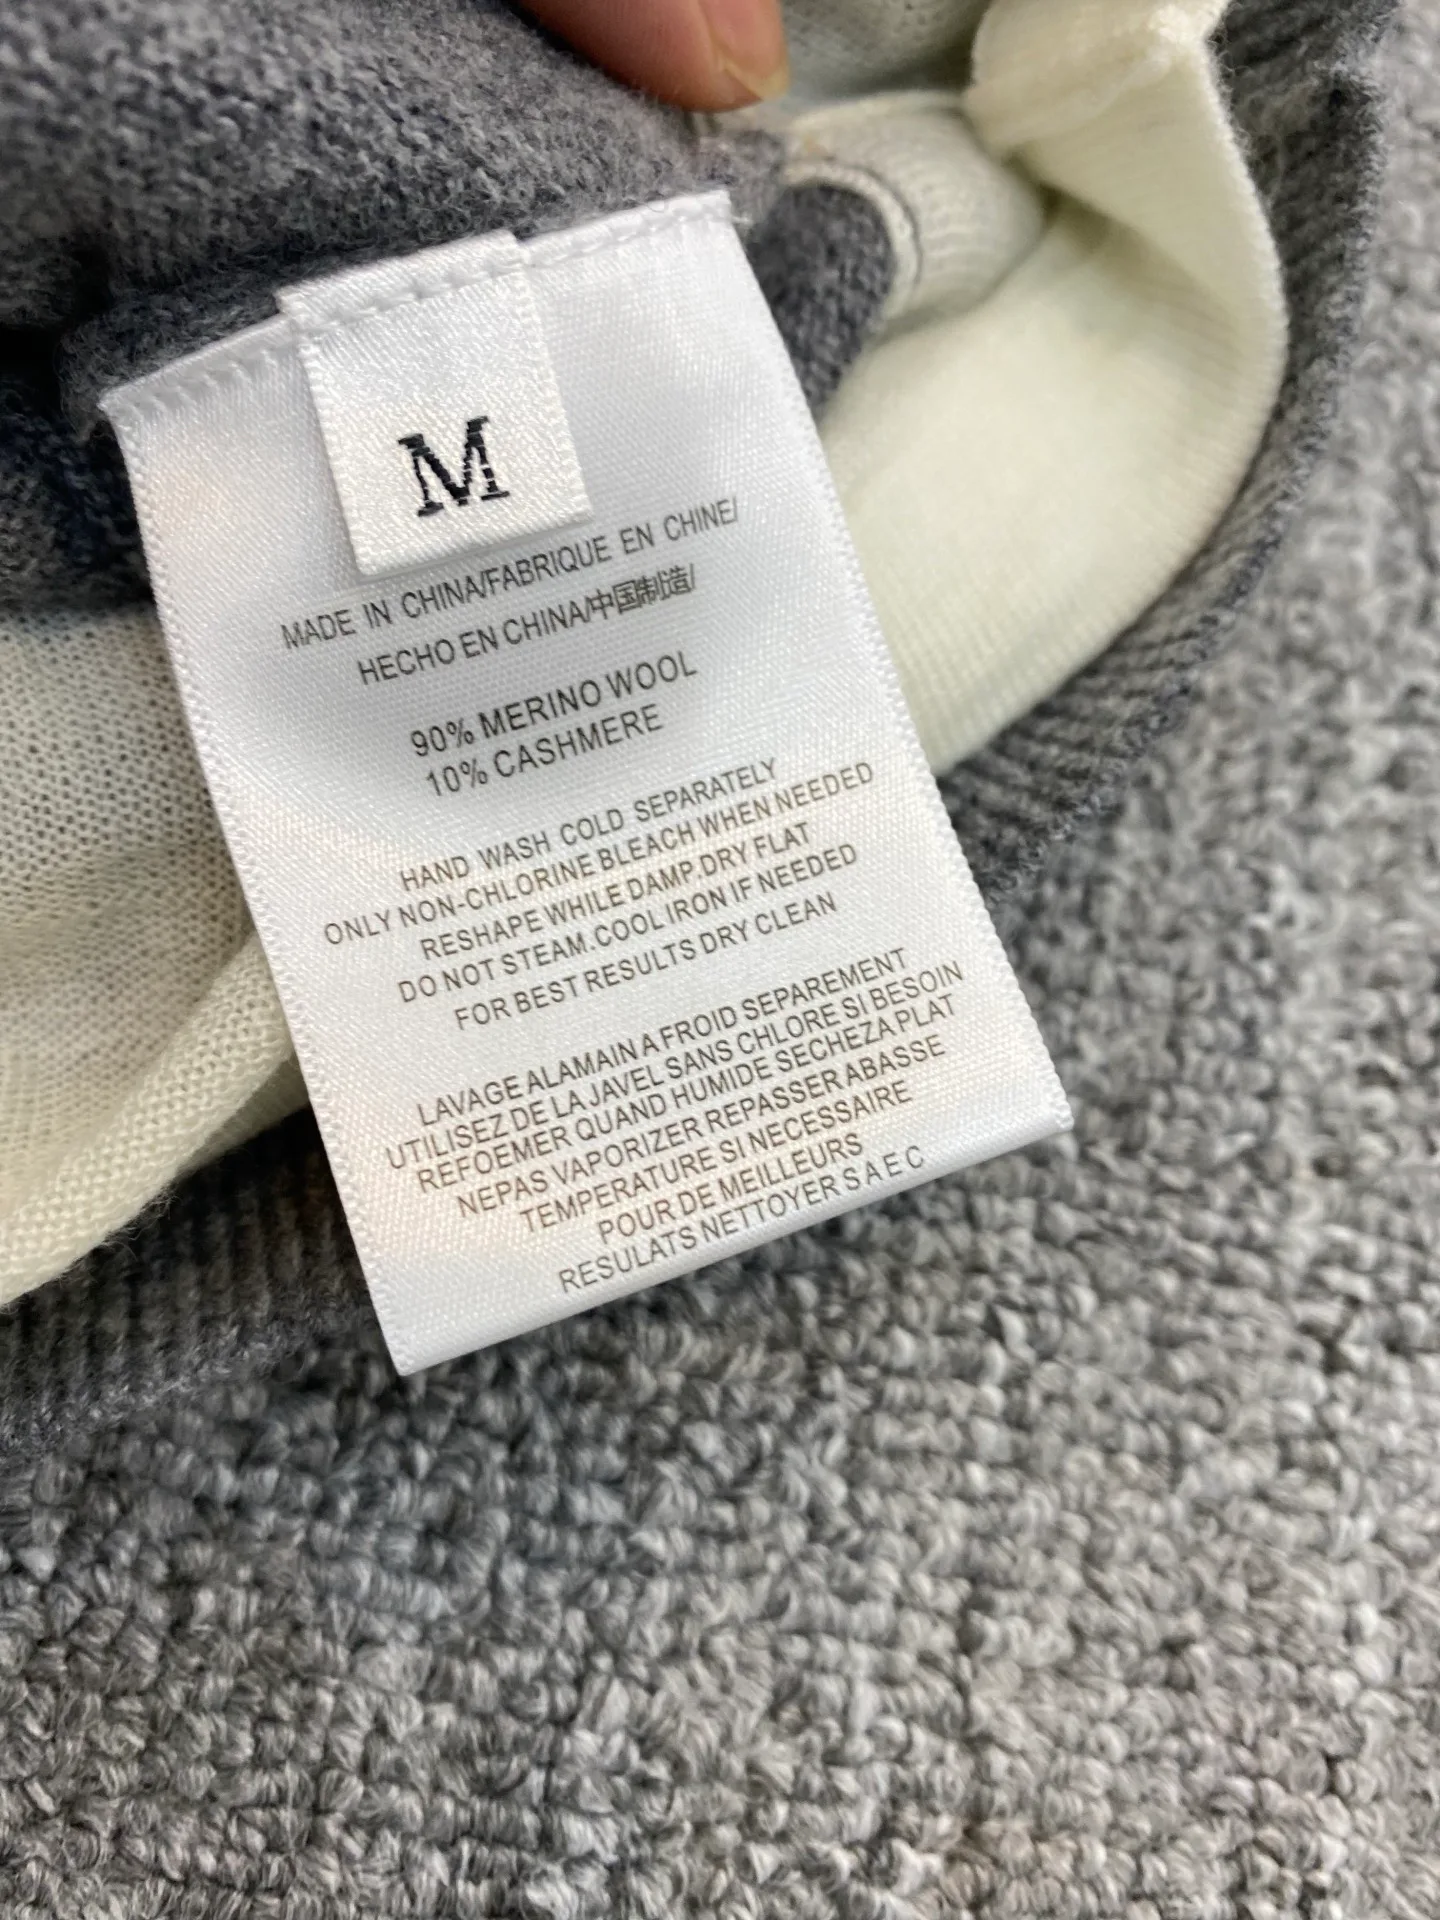 M
MADE IN CHINA/FABRIQUE EN CHINE/
HECHO EN CHINA/中国制造/
90% MERINO WOOL
10% CASHMERE
HAND WASH COLD SEPARATELY
ONLY NON-CHLORINE BLEACH WHEN NEEDED
RESHAPE WHILE DAMP.DRY FLAT
DO NOT STEAM.COOL IRON IF NEEDED
FOR BEST RESULTS DRY CLEAN
LAVAGE ALAMAIN A FROID SEPAREMENT
UTILISEZ DE LA JAVEL SANS CHLORE SI BESOIN
REFOEMER QUAND HUMIDE SECHEZA PLAT
NEPAS VAPORIZER REPASSER ABASSE
TEMPERATURE SI NECESSAIRE
POUR DE MEILLEURS
RESULATS NETTOYER S A E C